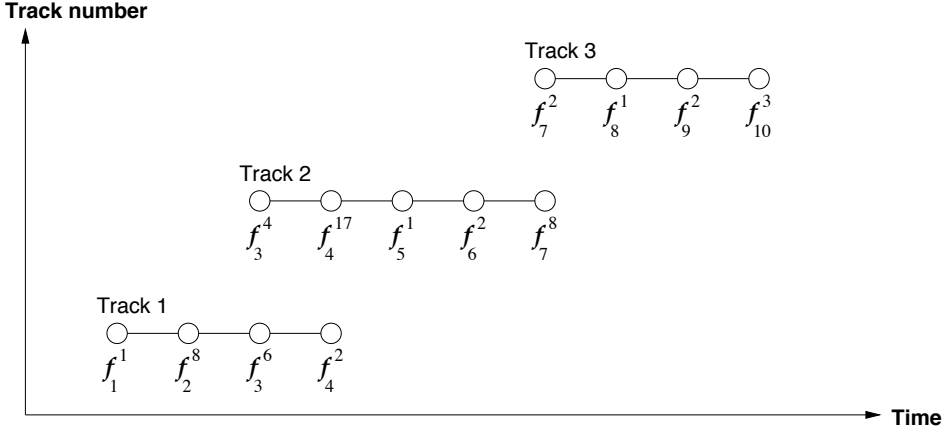 Track number
Track 3
f_7^2 f_8^1 f_9^2 f_10^3
Track 2
f_3^4 f_4^17 f_5^1 f_6^2 f_7^8
Track 1
f_1^1 f_2^8 f_3^6 f_4^2
Time